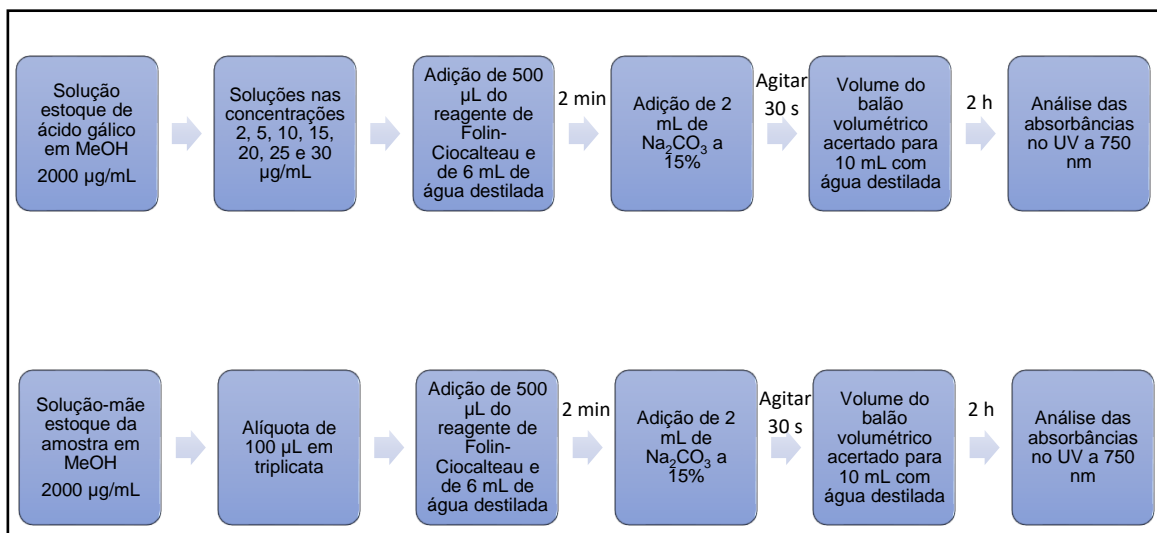 Solução
estoque de
ácido gálico
em MeOH
2000 µg/mL
Soluções nas
concentrações
2, 5, 10, 15,
20, 25 e 30
µg/mL
Adição de 500
µL do
reagente de
Folin-
Ciocalteau e
de 6 mL de
água destilada
2 min
Adição de 2
mL de
Na₂CO₃ a
15%
Agitar
30 s
Volume do
balão
volumétrico
acertado para
10 mL com
água destilada
2 h
Análise das
absorbâncias
no UV a 750
nm
Solução-mãe
estoque da
amostra em
MeOH
2000 µg/mL
Alíquota de
100 µL em
triplicata
Adição de 500
µL do
reagente de
Folin-
Ciocalteau e
de 6 mL de
água destilada
2 min
Adição de 2
mL de
Na₂CO₃ a
15%
Agitar
30 s
Volume do
balão
volumétrico
acertado para
10 mL com
água destilada
2 h
Análise das
absorbâncias
no UV a 750
nm